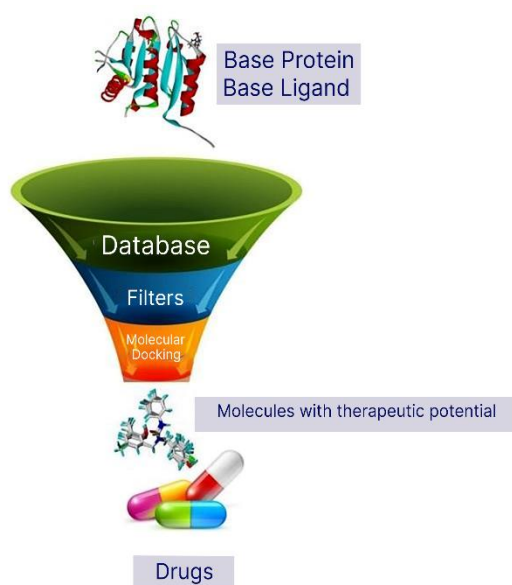 Base Protein
Base Ligand
Database
Filters
Molecular
Docking
Molecules with therapeutic potential
Drugs